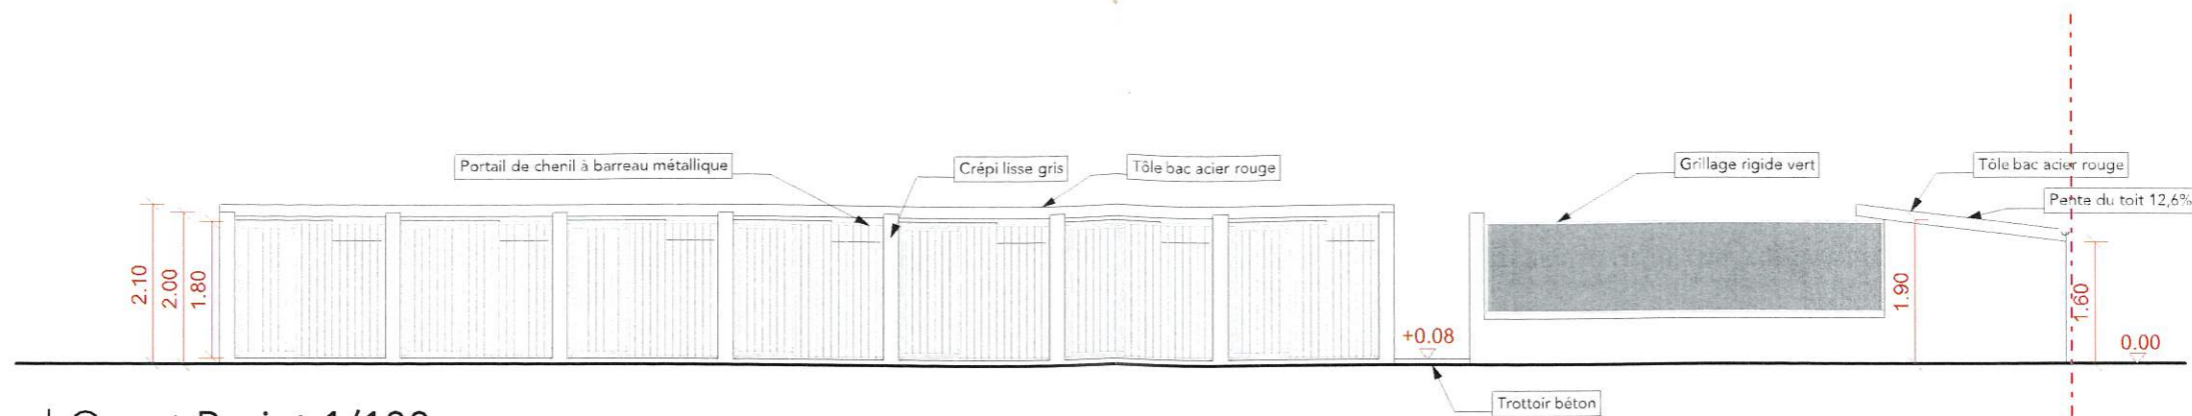 Portail de chenil à barreau métallique
Crépi lisse gris
Tôle bac acier rouge
Grillage rigide vert
Tôle bac acier rouge
Pente du toit 12,6%
2.10
2.00
1.80
1.90
1.60
+0.08
0.00
Trottoir béton
1/100